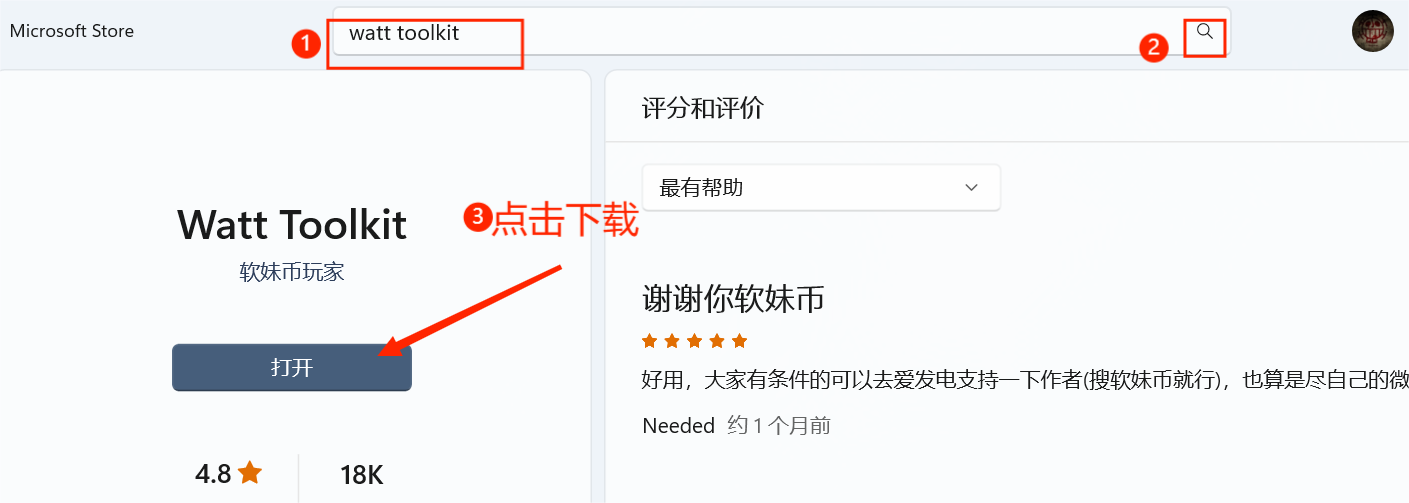 Microsoft Store
1
watt toolkit
2
评分和评价
最有帮助
Watt Toolkit
3点击下载
软妹币玩家
谢谢你软妹币
打开
好用，大家有条件的可以去爱发电支持一下作者(搜软妹币就行)，也算是尽自己的微
Needed 约 1 个月前
4.8
18K